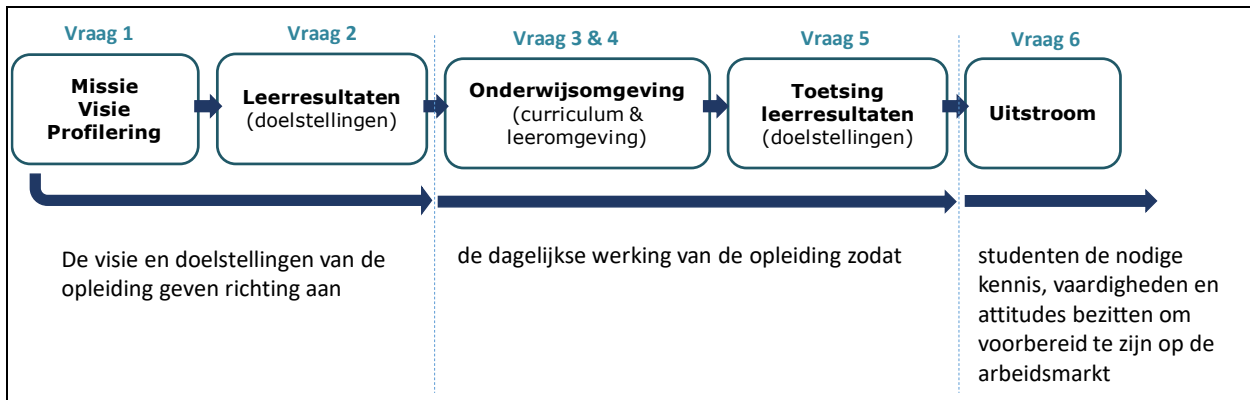 Vraag 1
Vraag 2
Vraag 3 & 4
Vraag 5
Vraag 6
Missie
Visie
Profilering
Leerresultaten
(doelstellingen)
Onderwijsomgeving
(curriculum &
leeromgeving)
Toetsing
leerresultaten
(doelstellingen)
Uitstroom
De visie en doelstellingen van de
opleiding geven richting aan
de dagelijkse werking van de opleiding zodat
studenten de nodige
kennis, vaardigheden en
attitudes bezitten om
voorbereid te zijn op de
arbeidsmarkt